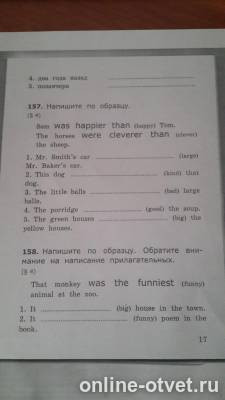 4. два года назад
5. позавчера
157. Напишите по образцу.
(§ 4)
Sam was happier than (happy) Tom.
The horses were cleverer than (clever)
the sheep.
1. Mr. Smith's car (large)
Mr. Baker's car.
2. This dog (kind) that
dog.
3. The little balls (bad) large
balls.
4. The porridge (good) the soup.
5. The green houses (big) the
yellow houses.
158. Напишите по образцу. Обратите вни-
мание на написание прилагательных.
(§ 4)
That monkey was the funniest (funny)
animal at the zoo.
1. It (big) house in the town.
2. It (funny) poem in the
book.
17
online-otvet.ru